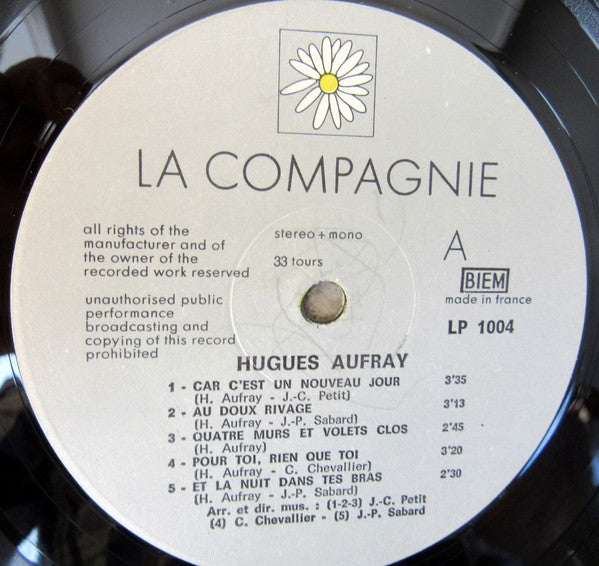 LA COMPAGNIE
all rights of the
manufacturer and of
the owner of the
recorded work reserved
unauthorised public
performance
broadcasting and
copying of this record
prohibited
stereo + mono
33 tours
A
BIEM
made in france
LP 1004
HUGUES AUFRAY
1 - CAR C'EST UN NOUVEAU JOUR 3'35
(H. Aufray - J.-C. Petit)
2 - AU DOUX RIVAGE 3'13
(H. Aufray - J.-P. Sabard)
3 - QUATRE MURS ET VOLETS CLOS 2'45
(H. Aufray)
4 - POUR TOI, RIEN QUE TOI 3'20
(H. Aufray - C. Chevallier)
5 - ET LA NUIT DANS TES BRAS 2'30
(H. Aufray - J.-P. Sabard)
Arr. et dir. mus. : (1-2-3) J.-C. Petit
(4) C. Chevallier - (5) J.-P. Sabard